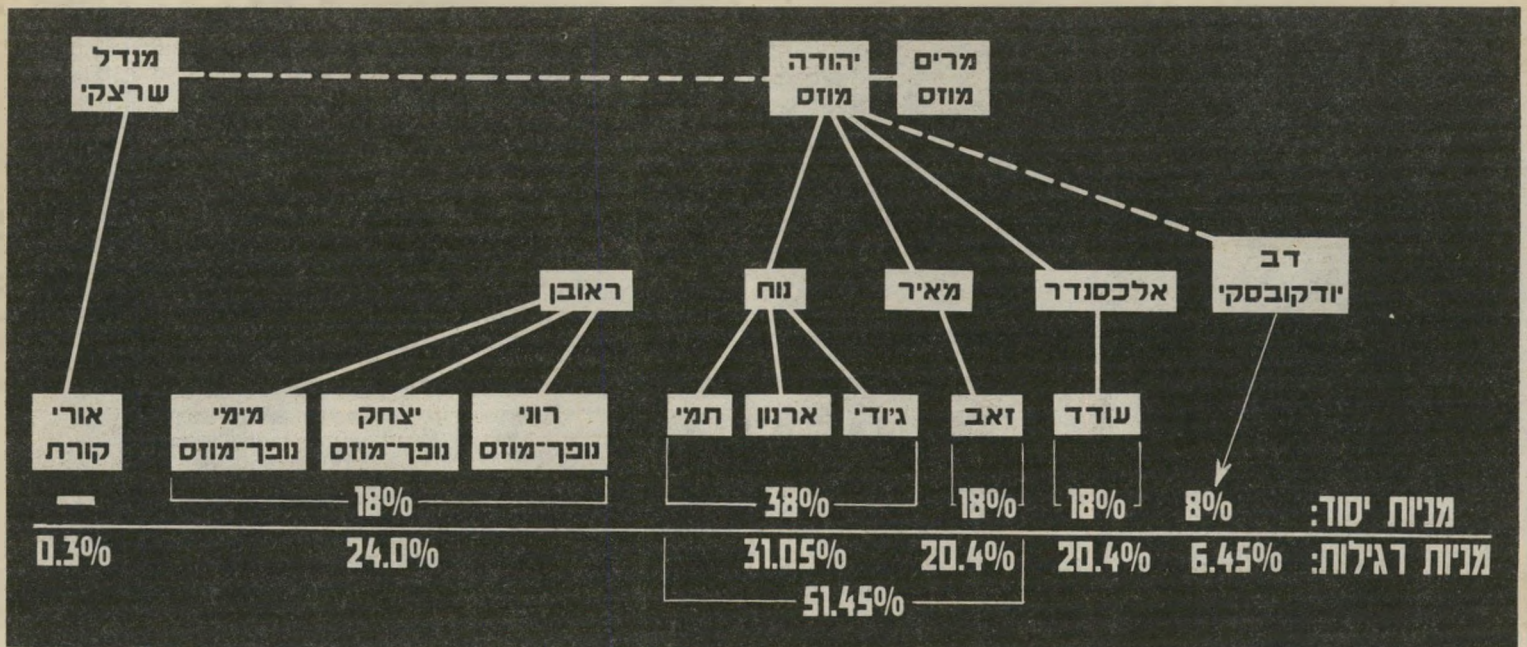 מרים
מוזס
יהודה
מוזס
מנדל
שרצקי
דב
יודקובסקי
אלכסנדר
מאיר
נוח
ראובן
עודד
זאב
ג׳ודי
ארנון
תמי
רוני
נופך-מוזס
יצחק
נופך-מוזס
מימי
נופך-מוזס
אורי
קורת
מניות יסוד: 8% 18% 18% 38% 18% —
מניות רגילות: 6.45% 20.4% 20.4% 31.05% 24.0% 0.3%
51.45%